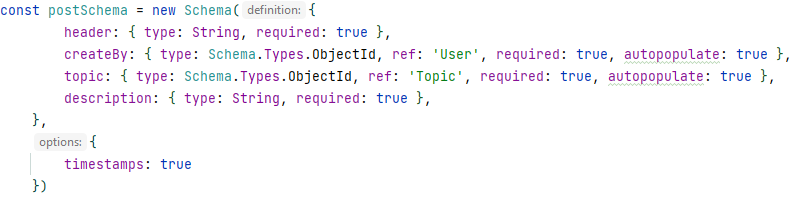 const postSchema = new Schema( definition: {
header: { type: String, required: true },
createBy: { type: Schema.Types.ObjectId, ref: 'User', required: true, autopopulate: true },
topic: { type: Schema.Types.ObjectId, ref: 'Topic', required: true, autopopulate: true },
description: { type: String, required: true },
},
options: {
timestamps: true
})